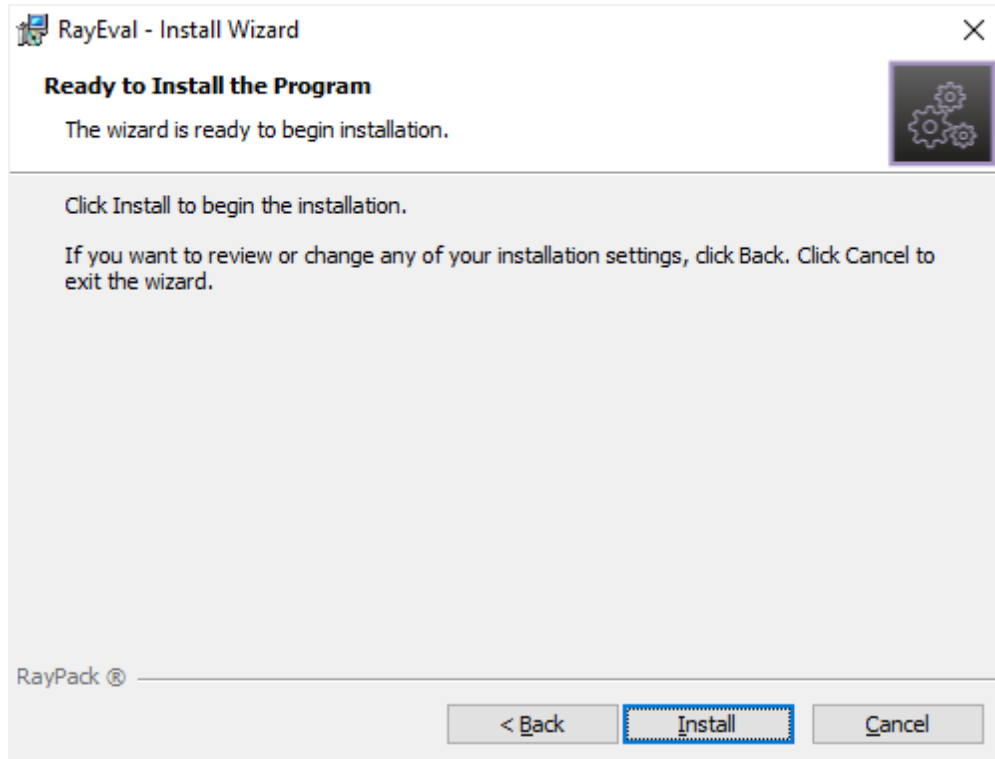 RayEval - Install Wizard
Ready to Install the Program
The wizard is ready to begin installation.
Click Install to begin the installation.
If you want to review or change any of your installation settings, click Back. Click Cancel to
exit the wizard.
RayPack ®
< Back Install Cancel